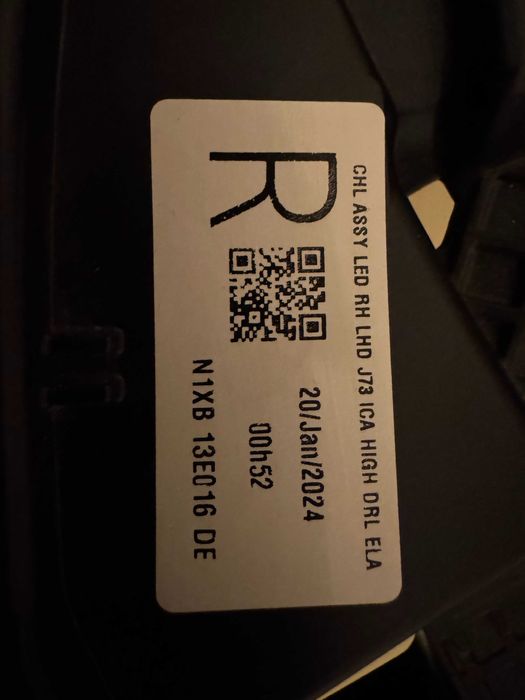 CHL ASSY LED RH LHD J73 ICA HIGH DRL ELA
R
20/Jan/2024
00h52
N1XB 13E016 DE